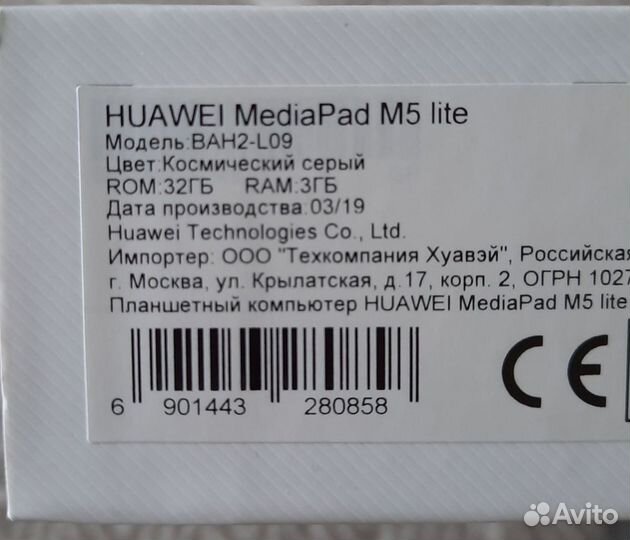 HUAWEI MediaPad M5 lite
Модель:BAH2-L09
Цвет:Космический серый
ROM:32ГБ RAM:3ГБ
Дата производства:03/19
Huawei Technologies Co., Ltd.
Импортер: ООО "Техкомпания Хуавэй", Российская
г. Москва, ул. Крылатская, д.17, корп. 2, ОГРН 1027
Планшетный компьютер HUAWEI MediaPad M5 lite
CE
6 901443 280858
Avito